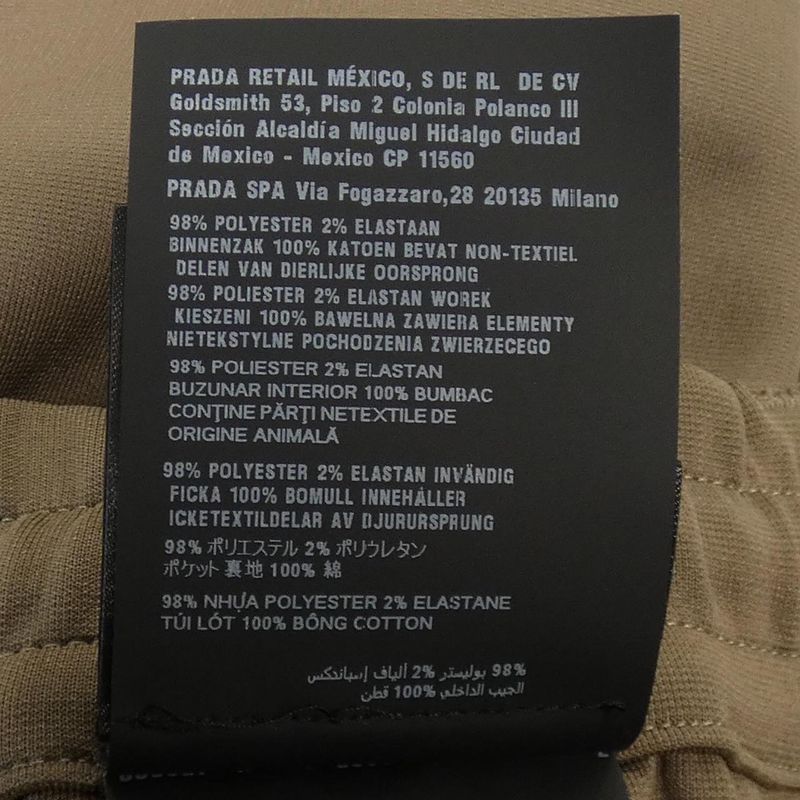 PRADA RETAIL MÉXICO, S DE RL DE CV
Goldsmith 53, Piso 2 Colonia Polanco III
Sección Alcaldía Miguel Hidalgo Ciudad
de Mexico - Mexico CP 11560
PRADA SPA Via Fogazzaro,28 20135 Milano
98% POLYESTER 2% ELASTAAN
BINNENZAK 100% KATOEN BEVAT NON-TEXTIEL
DELEN VAN DIERLIJKE OORSPRONG
98% POLIESTER 2% ELASTAN WOREK
KIESZENI 100% BAWELNA ZAWIERA ELEMENTY
NIETEKSTYLNE POCHODZENIA ZWIERZECEGO
98% POLIESTER 2% ELASTAN
BUZUNAR INTERIOR 100% BUMBAC
CONŢINE PĂRŢI NETEXTILE DE
ORIGINE ANIMALĂ
98% POLYESTER 2% ELASTAN INVÄNDIG
FICKA 100% BOMULL INNEHÅLLER
ICKETEXTILDELAR AV DJURURSPRUNG
98% ポリエステル 2% ポリウレタン
ポケット 裏地 100% 綿
98% NHỰA POLYESTER 2% ELASTANE
TÚI LÓT 100% BÔNG COTTON
98% بوليستر 2% ألياف إسباندكس
الجيب الداخلي 100% قطن